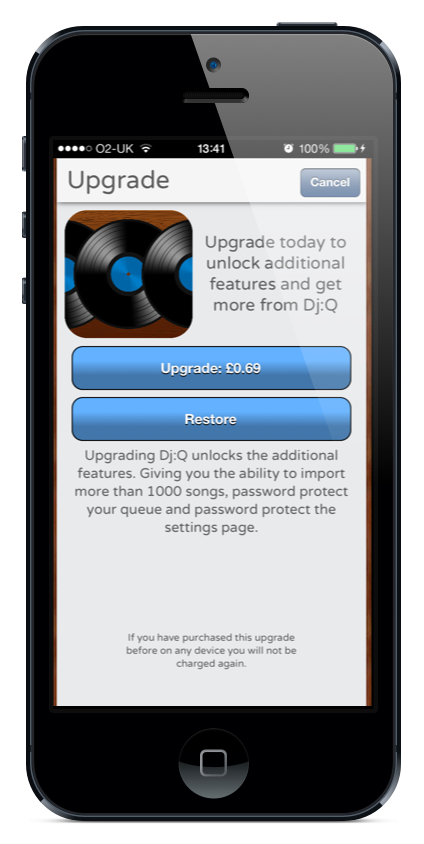 O2-UK 13:41 100%
Upgrade Cancel
Upgrade today to
unlock additional
features and get
more from Dj:Q
Upgrade: £0.69
Restore
Upgrading Dj:Q unlocks the additional
features. Giving you the ability to import
more than 1000 songs, password protect
your queue and password protect the
settings page.
If you have purchased this upgrade
before on any device you will not be
charged again.